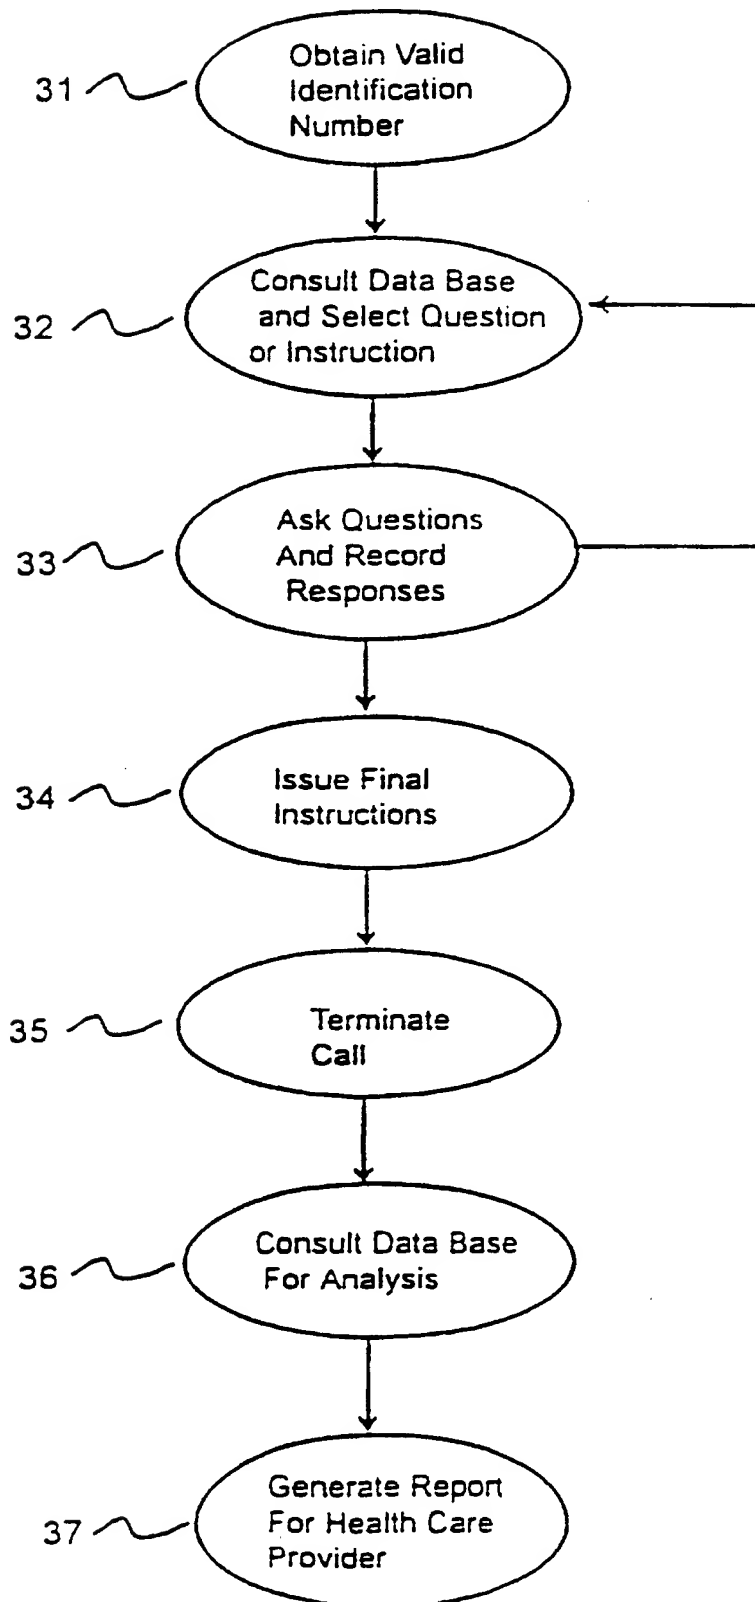 31
Obtain Valid
Identification
Number
32
Consult Data Base
and Select Question
or Instruction
33
Ask Questions
And Record
Responses
34
Issue Final
Instructions
35
Terminate
Call
36
Consult Data Base
For Analysis
37
Generate Report
For Health Care
Provider